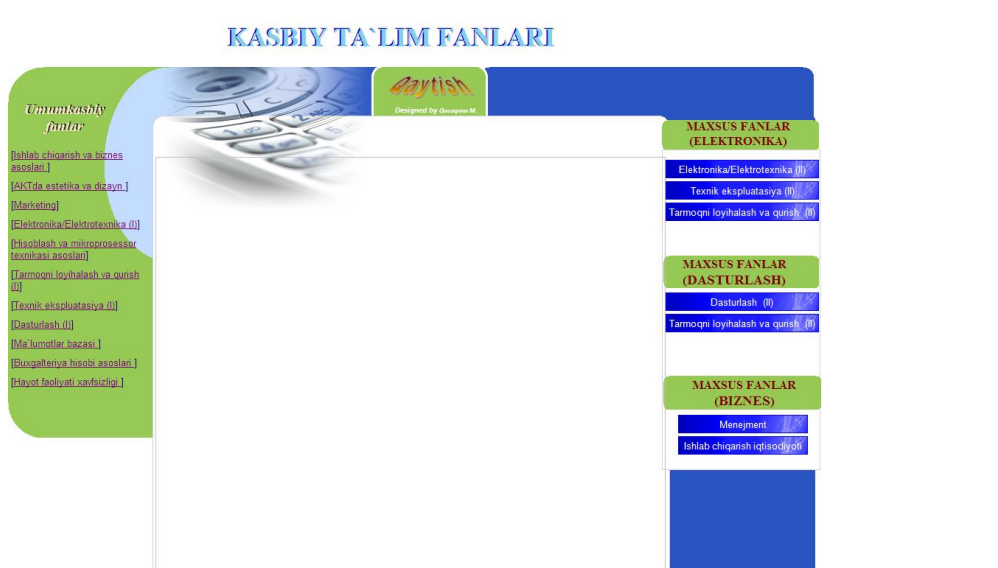 KASBIY TA`LIM FANLARI
Qaytish
Designed by
Umumkasbiy
fanlar
[Ishlab chiqarish va biznes
asoslari ]
[AKTda estetika va dizayn ]
[Marketing]
[Elektronika/Elektrotexnika (I)]
[Hisoblash va mikroprosessor
texnikasi asoslari]
[Tarmoqni loyihalash va qurish
(I)]
[Texnik ekspluatasiya (I)]
[Dasturlash (I)]
[Ma`lumotlar bazasi ]
[Buxgalteriya hisobi asoslari ]
[Hayot faoliyati xavfsizligi ]
MAXSUS FANLAR
(ELEKTRONIKA)
Elektronika/Elektrotexnika (II)
Texnik ekspluatasiya (II)
Tarmoqni loyihalash va qurish (II)
MAXSUS FANLAR
(DASTURLASH)
Dasturlash (II)
Tarmoqni loyihalash va qurish (II)
MAXSUS FANLAR
(BIZNES)
Menejment
Ishlab chiqarish iqtisodiyoti